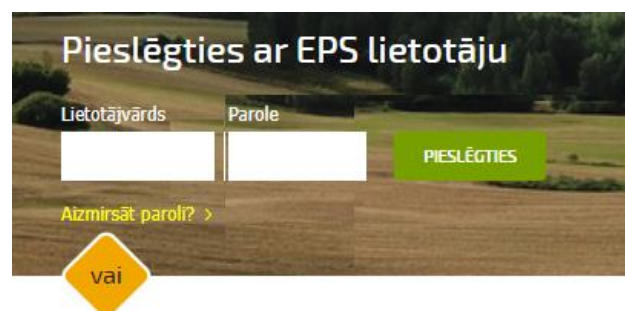 Pieslēgties ar EPS lietotāju
Lietotājvārds Parole
PIESLĒGTIES
Aizmirsāt paroli? >
vai